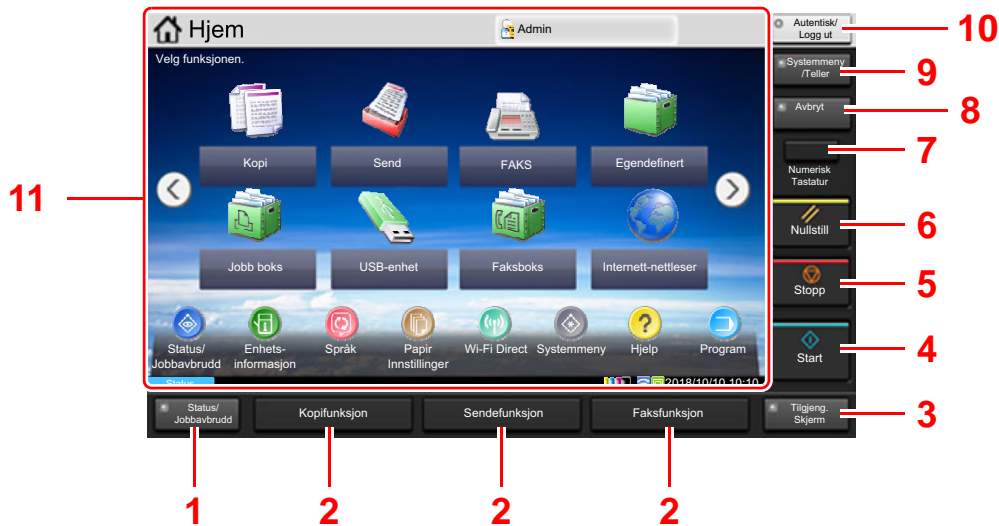 Hjem
Admin
Autentisk/
Logg ut
10
Velg funksjonen.
Systemmeny
/Teller
9
Avbryt
8
7
Numerisk
Tastatur
Kopi
Send
FAKS
Egendefinert
11
Nullstill
6
Jobb boks
USB-enhet
Faksboks
Internett-nettleser
Stopp
5
Status/
Jobbavbrudd
Enhets-
informasjon
Språk
Papir
Innstillinger
Wi-Fi Direct
Systemmeny
Hjelp
Program
Start
4
Status
2018/10/10 10:10
Status/
Jobbavbrudd
Kopifunksjon
Sendefunksjon
Faksfunksjon
Tilgjeng.
Skjerm
3
1
2
2
2